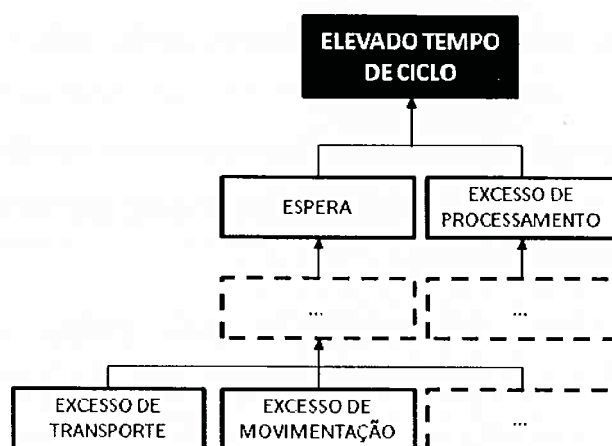 ELEVADO TEMPO
DE CICLO
ESPERA
EXCESSO DE
PROCESSAMENTO
...
...
EXCESSO DE
TRANSPORTE
EXCESSO DE
MOVIMENTAÇÃO
...